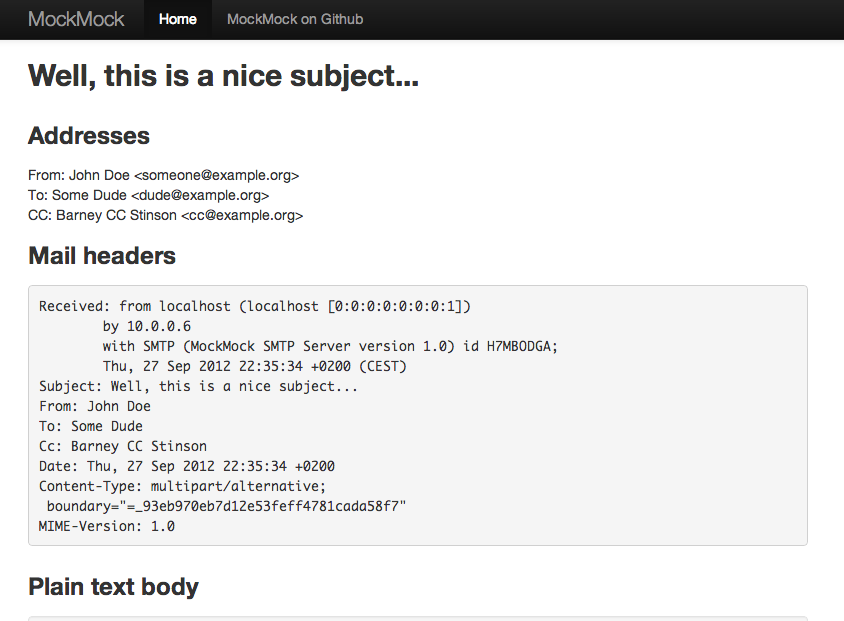 MockMock Home MockMock on Github
Well, this is a nice subject...
Addresses
From: John Doe <someone@example.org>
To: Some Dude <dude@example.org>
CC: Barney CC Stinson <cc@example.org>
Mail headers
Received: from localhost (localhost [0:0:0:0:0:0:0:1])
by 10.0.0.6
with SMTP (MockMock SMTP Server version 1.0) id H7MBODGA;
Thu, 27 Sep 2012 22:35:34 +0200 (CEST)
Subject: Well, this is a nice subject...
From: John Doe
To: Some Dude
Cc: Barney CC Stinson
Date: Thu, 27 Sep 2012 22:35:34 +0200
Content-Type: multipart/alternative;
boundary="=_93eb970eb7d12e53feff4781cada58f7"
MIME-Version: 1.0
Plain text body